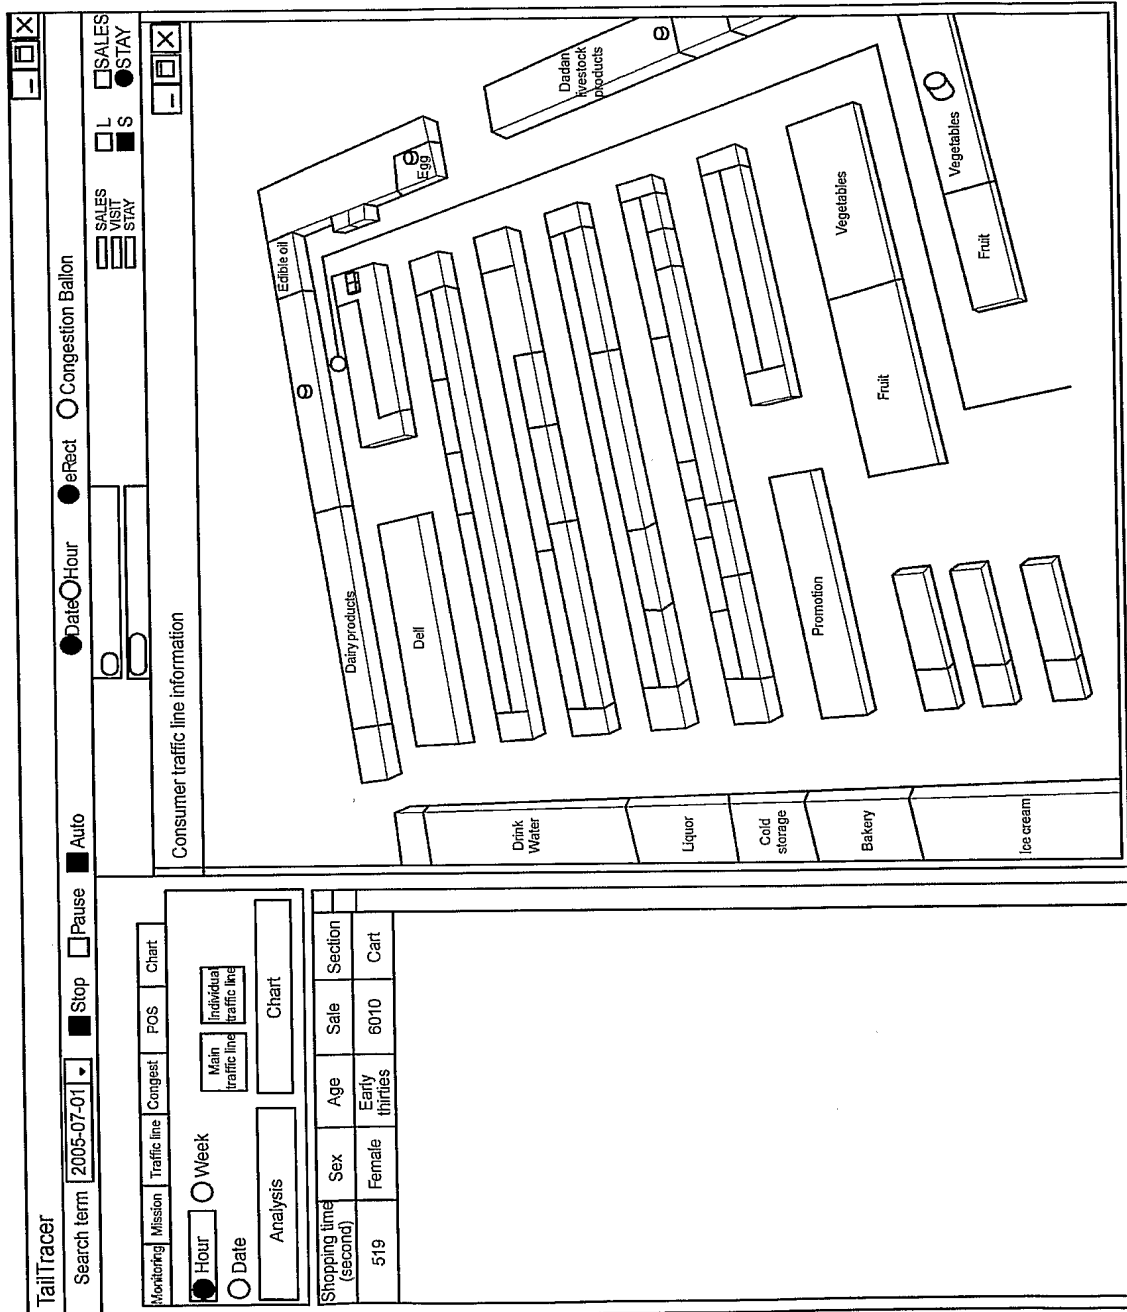 TailTracer
Search term 2005-07-01 Stop Pause Auto Date Hour eRect Congestion Ballon
SALES
VISIT
STAY
L
S
SALES
STAY
Monitoring Mission Traffic line Congest POS Chart
Hour Week
Date
Main
traffic line
Individual
traffic line
Analysis Chart
Shopping time
(second) Sex Age Sale Section
519 Female Early
thirties 6010 Cart
Consumer traffic line information
Dairy products
Edible oil
Egg
Dell
Dadan
livestock
products
Drink
Water
Liquor
Cold
storage
Bakery
Ice cream
Promotion
Fruit
Vegetables
Fruit
Vegetables